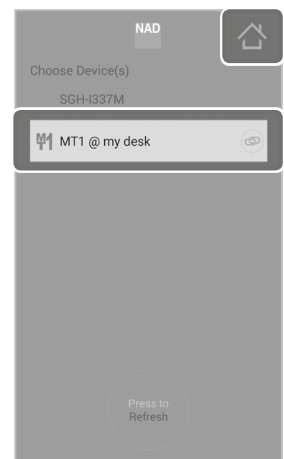 NAD
Choose Device(s)
SGH-I337M
MT1 @ my desk
Press to
Refresh